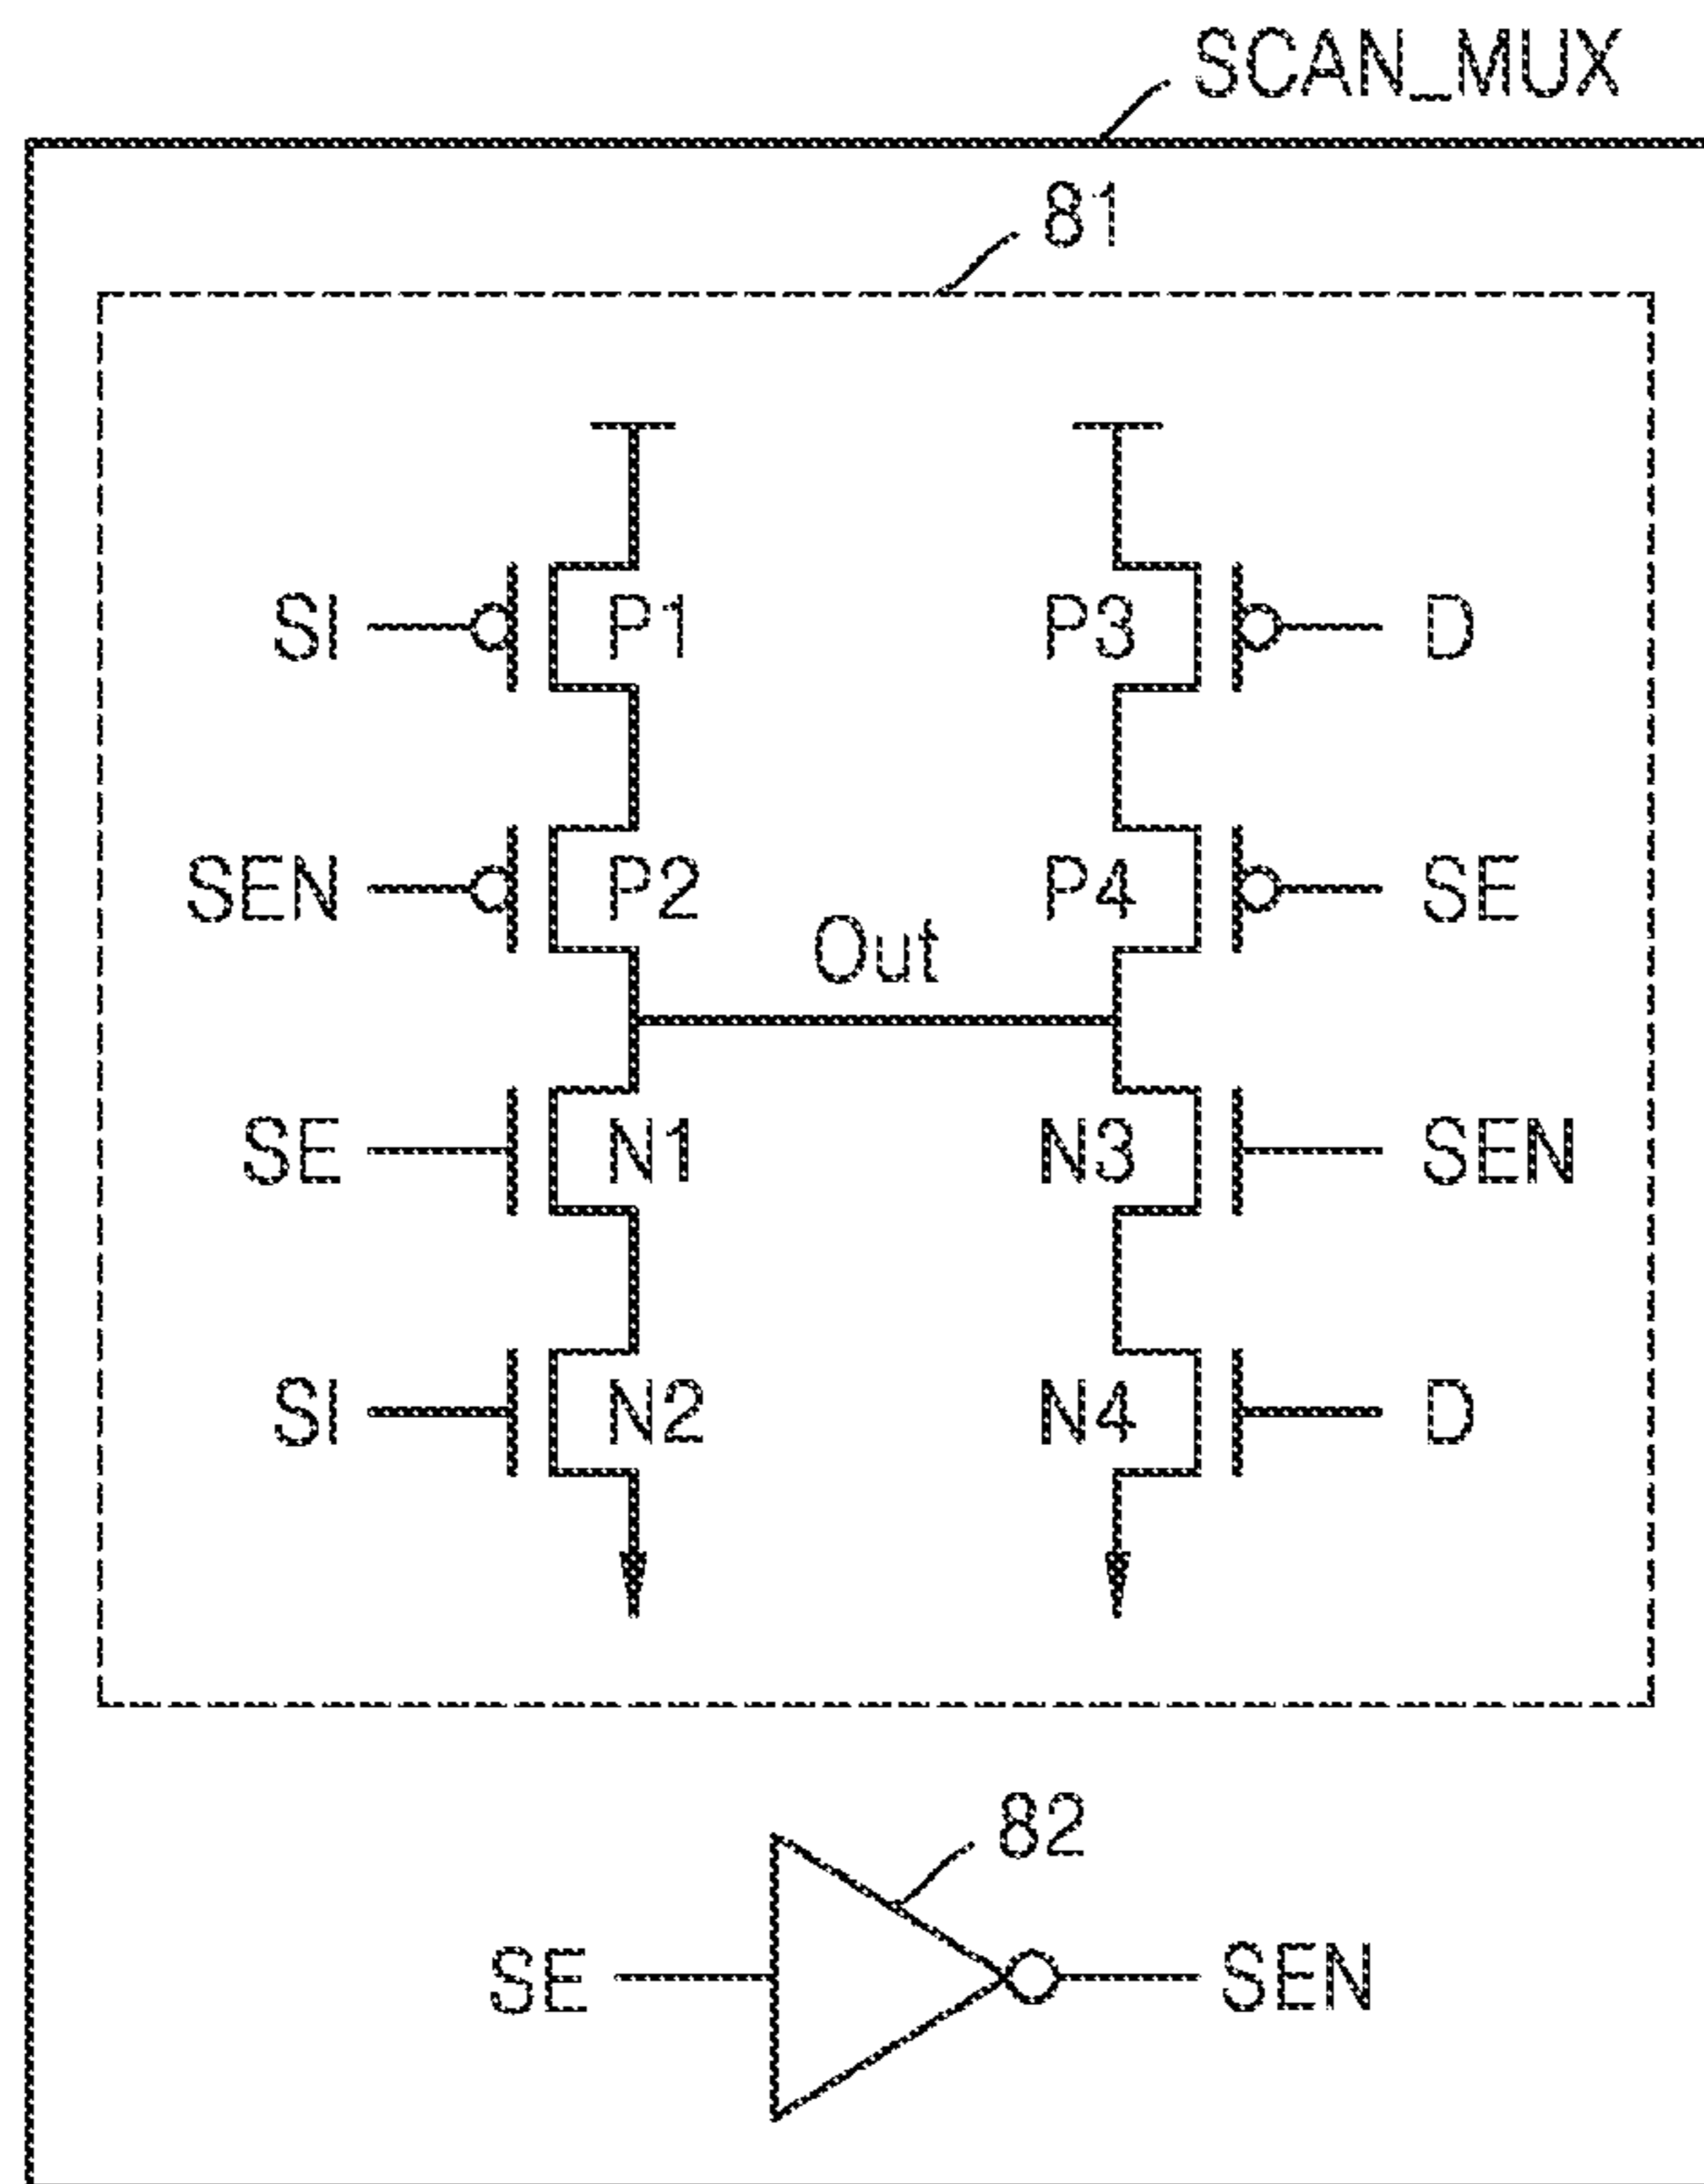 SCAN_MUX
81
SI P1 P3 D
SEN P2 P4 SE
Out
SE N1 N3 SEN
SI N2 N4 D
82
SE SEN